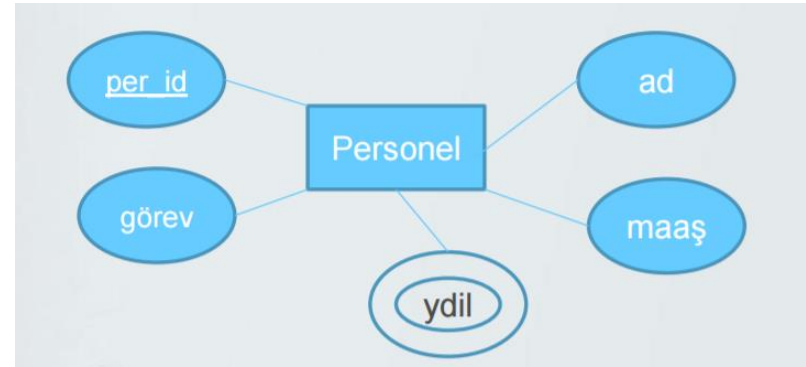 per_id
ad
Personel
görev
maaş
ydil